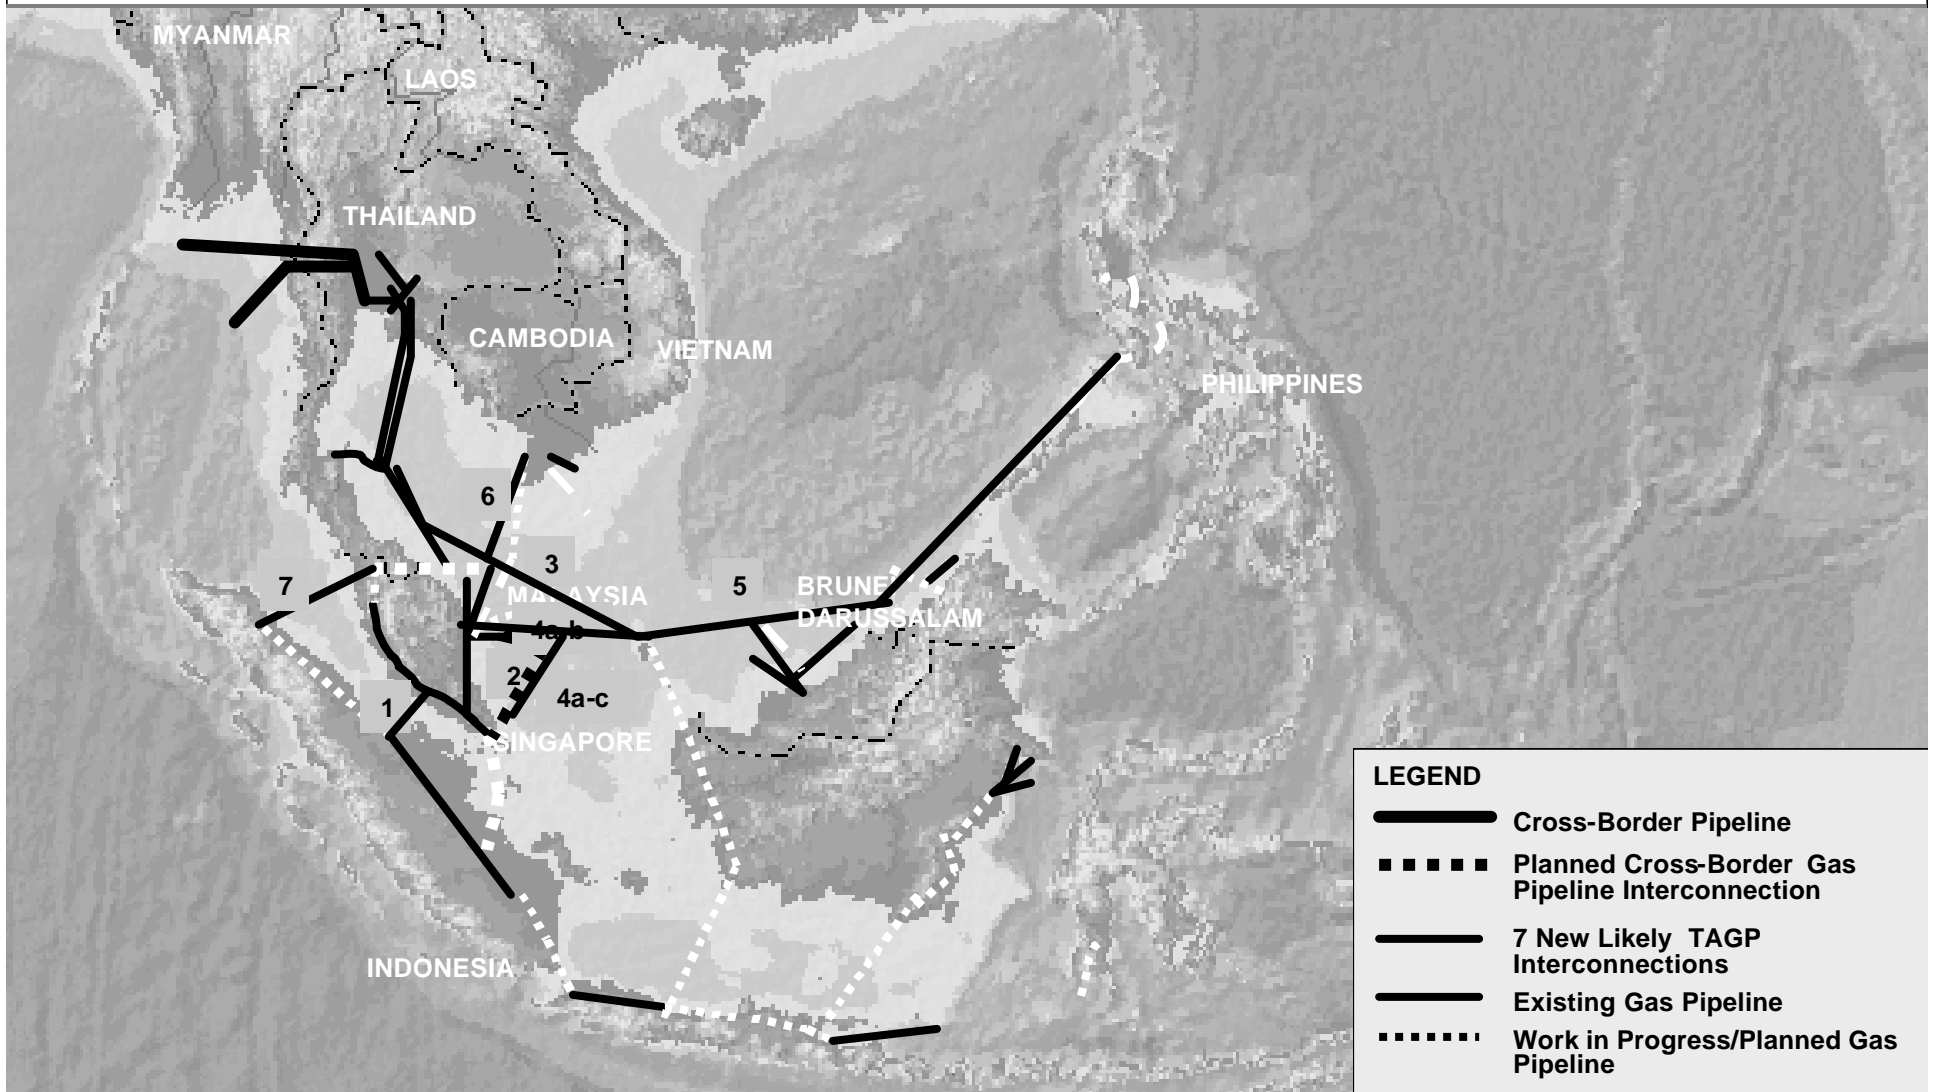 MYANMAR
LAOS
THAILAND
CAMBODIA
VIETNAM
PHILIPPINES
6
3
7
5
MALAYSIA
BRUNEI
DARUSSALAM
4a-b
2
4a-c
1
SINGAPORE
INDONESIA
LEGEND
Cross-Border Pipeline
Planned Cross-Border Gas
Pipeline Interconnection
7 New Likely TAGP
Interconnections
Existing Gas Pipeline
Work in Progress/Planned Gas
Pipeline